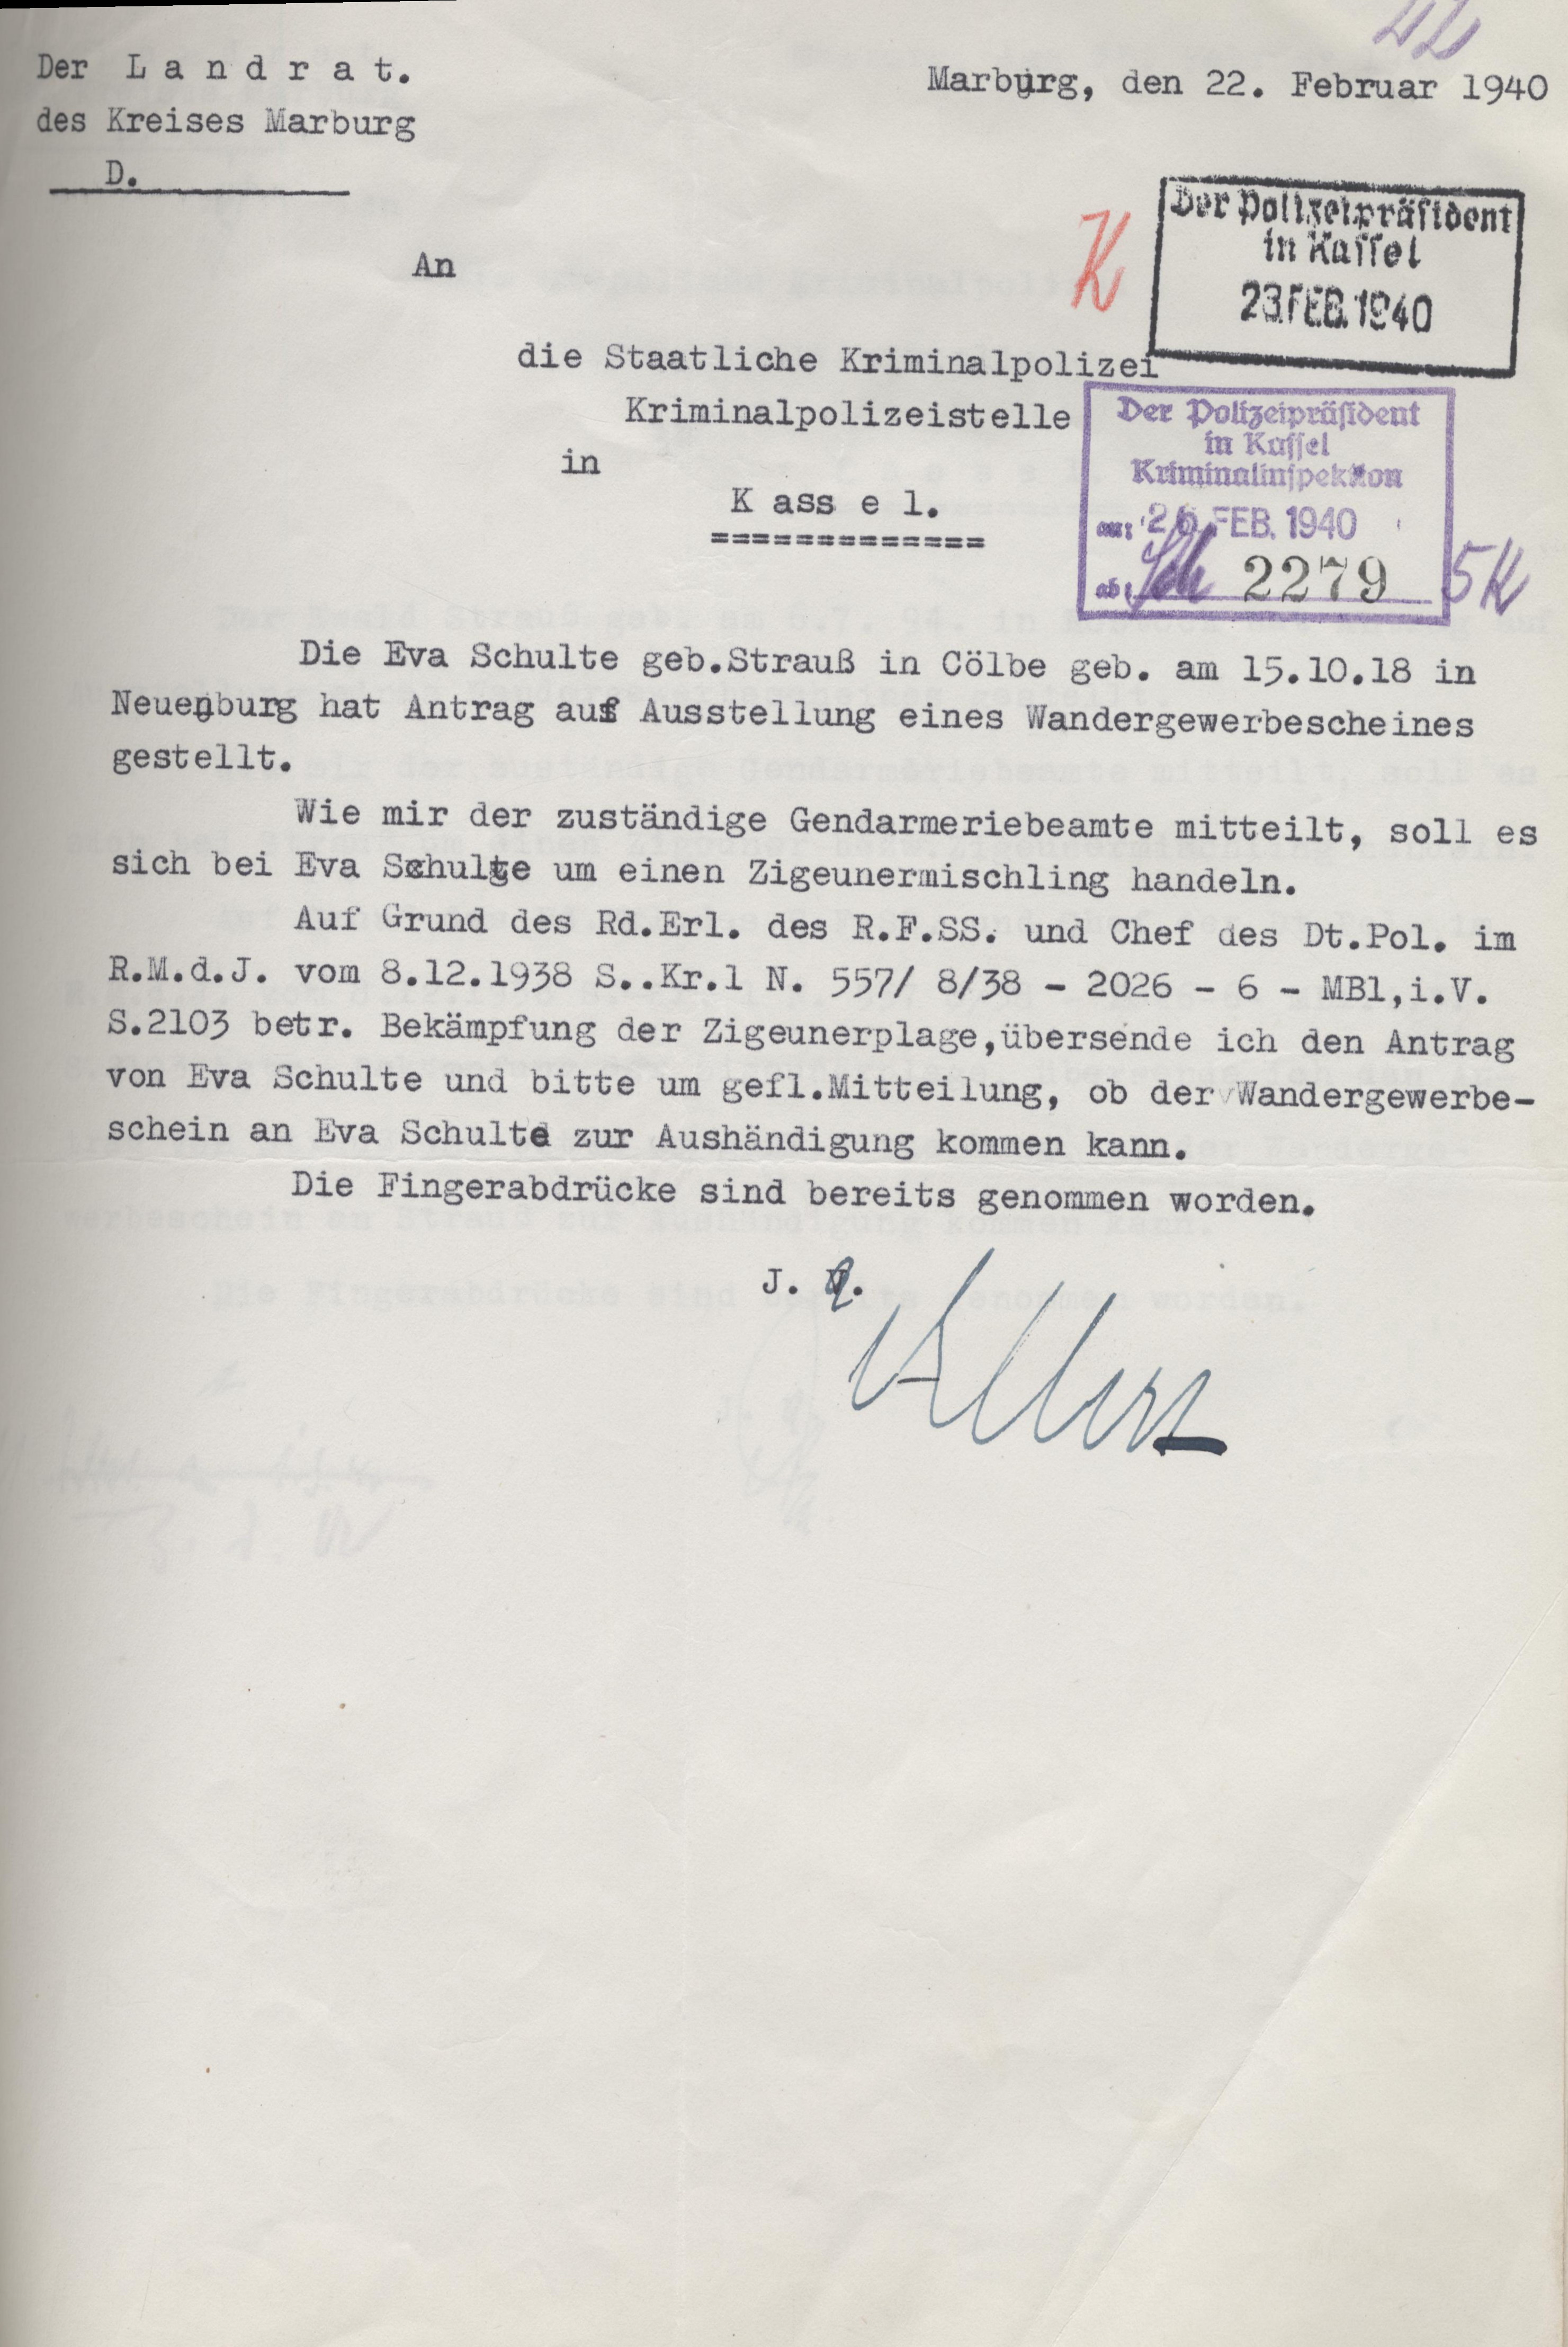 Der L a n d r a t.
des Kreises Marburg
D.
Marburg, den 22. Februar 1940
K
Der Polizeipräsident
in Kassel
23.FEB.1940
An
die Staatliche Kriminalpolizei
Kriminalpolizeistelle
in
K ass e l.
=============
Der Polizeipräsident
in Kassel
Kriminalinspektion
an: FEB. 1940
ab: 2279
5K
Die Eva Schulte geb.Strauß in Cölbe geb. am 15.10.18 in
Neuenburg hat Antrag auf Ausstellung eines Wandergewerbescheines
gestellt.
Wie mir der zuständige Gendarmeriebeamte mitteilt, soll es
sich bei Eva Schulte um einen Zigeunermischling handeln.
Auf Grund des Rd.Erl. des R.F.SS. und Chef des Dt.Pol. im
R.M.d.J. vom 8.12.1938 S..Kr.1 N. 557/ 8/38 - 2026 - 6 - MBl,i.V.
S.2103 betr. Bekämpfung der Zigeunerplage,übersende ich den Antrag
von Eva Schulte und bitte um gefl.Mitteilung, ob der Wandergewerbe-
schein an Eva Schulte zur Aushändigung kommen kann.
Die Fingerabdrücke sind bereits genommen worden.
J.